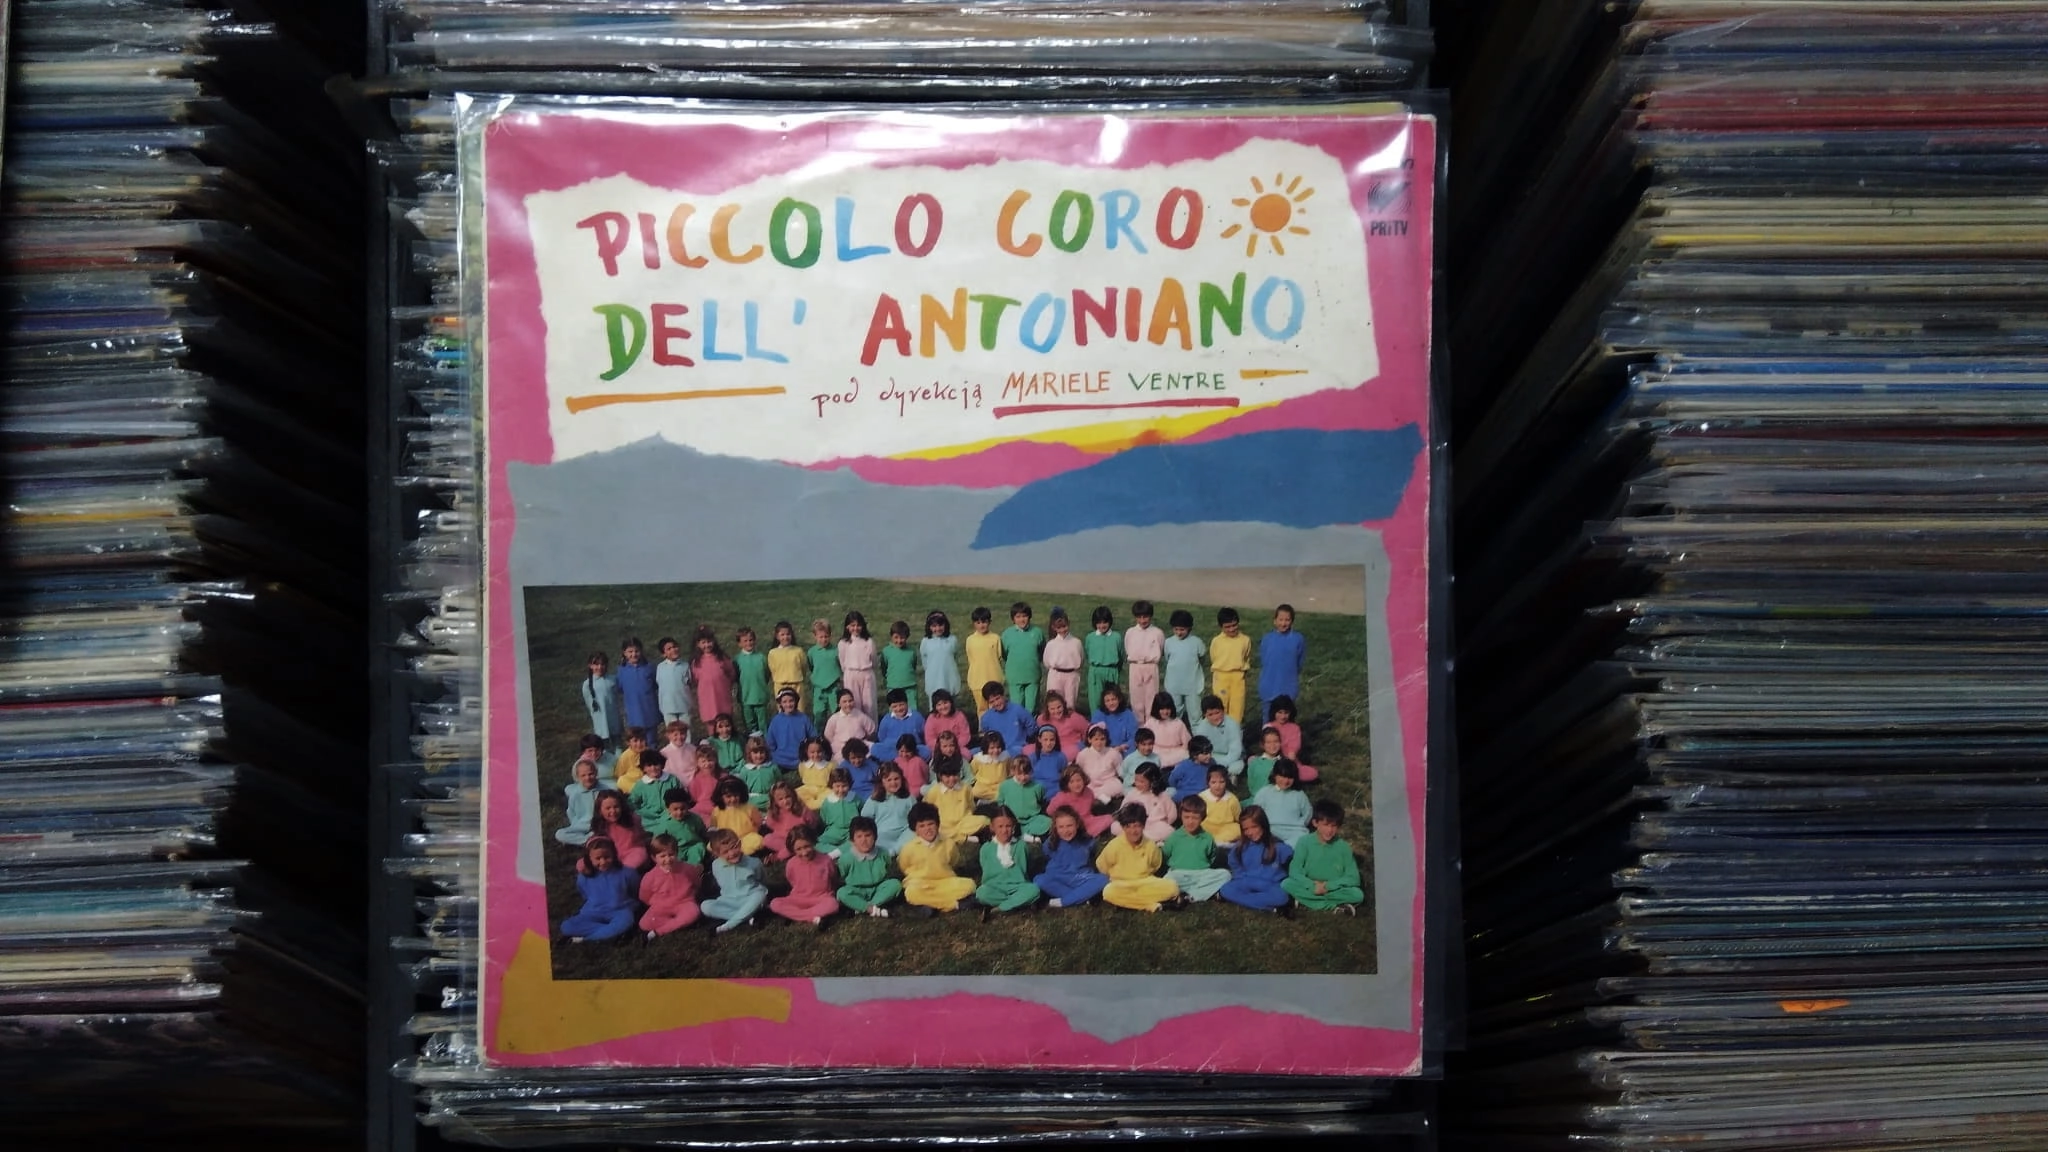 PICCOLO CORO
DELL' ANTONIANO
pod dyrekcją MARIELE VENTRE
PRiTV